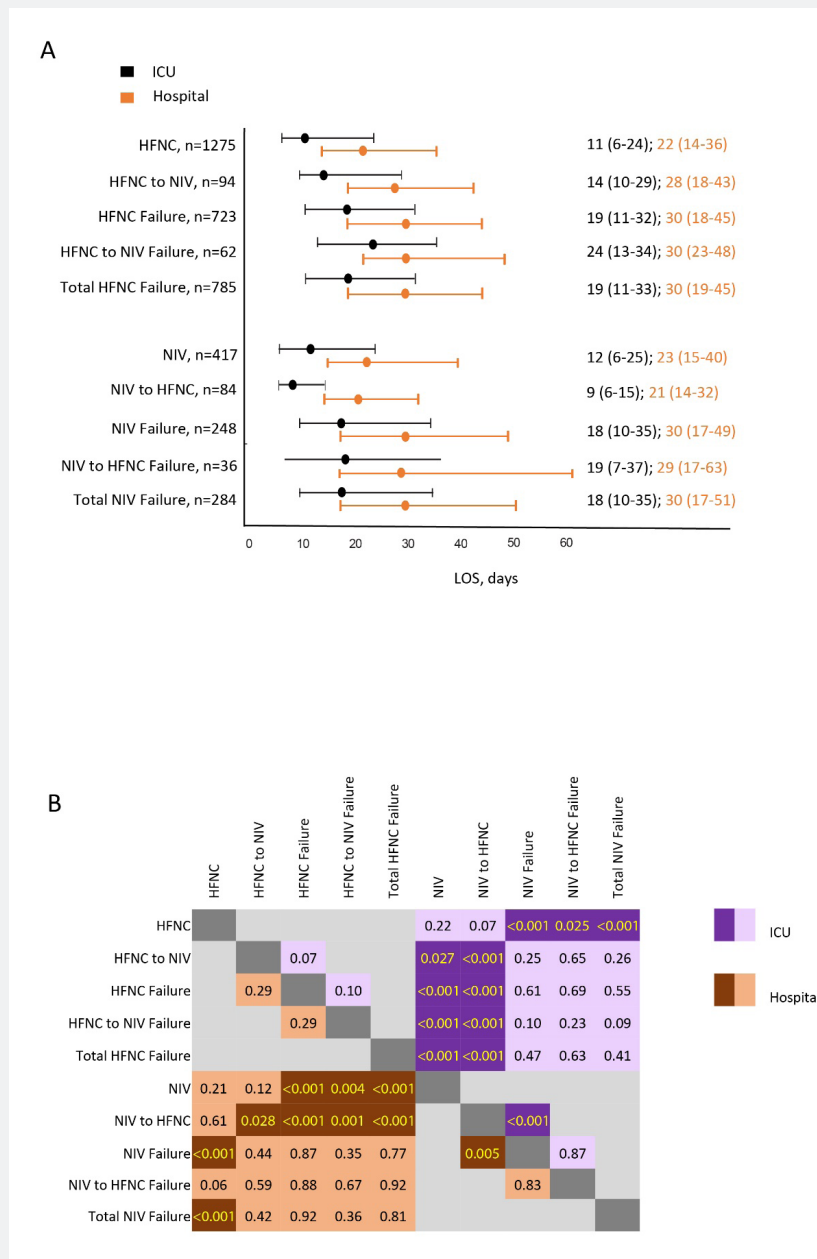 A
ICU
Hospital
HFNC, n=1275 11 (6-24); 22 (14-36)
HFNC to NIV, n=94 14 (10-29); 28 (18-43)
HFNC Failure, n=723 19 (11-32); 30 (18-45)
HFNC to NIV Failure, n=62 24 (13-34); 30 (23-48)
Total HFNC Failure, n=785 19 (11-33); 30 (19-45)
NIV, n=417 12 (6-25); 23 (15-40)
NIV to HFNC, n=84 9 (6-15); 21 (14-32)
NIV Failure, n=248 18 (10-35); 30 (17-49)
NIV to HFNC Failure, n=36 19 (7-37); 29 (17-63)
Total NIV Failure, n=284 18 (10-35); 30 (17-51)
0 10 20 30 40 50 60
LOS, days
B
HFNC
HFNC to NIV
HFNC Failure
HFNC to NIV Failure
Total HFNC Failure
NIV
NIV to HFNC
NIV Failure
NIV to HFNC Failure
Total NIV Failure
HFNC 0.22 0.07 <0.001 0.025 <0.001
ICU
HFNC to NIV 0.07 0.027 <0.001 0.25 0.65 0.26
HFNC Failure 0.29 0.10 <0.001 <0.001 0.61 0.69 0.55
Hospital
HFNC to NIV Failure 0.29 <0.001 <0.001 0.10 0.23 0.09
Total HFNC Failure <0.001 <0.001 0.47 0.63 0.41
NIV 0.21 0.12 <0.001 0.004 <0.001
NIV to HFNC 0.61 0.028 <0.001 0.001 <0.001 <0.001
NIV Failure <0.001 0.44 0.87 0.35 0.77 0.005 0.87
NIV to HFNC Failure 0.06 0.59 0.88 0.67 0.92 0.83
Total NIV Failure <0.001 0.42 0.92 0.36 0.81